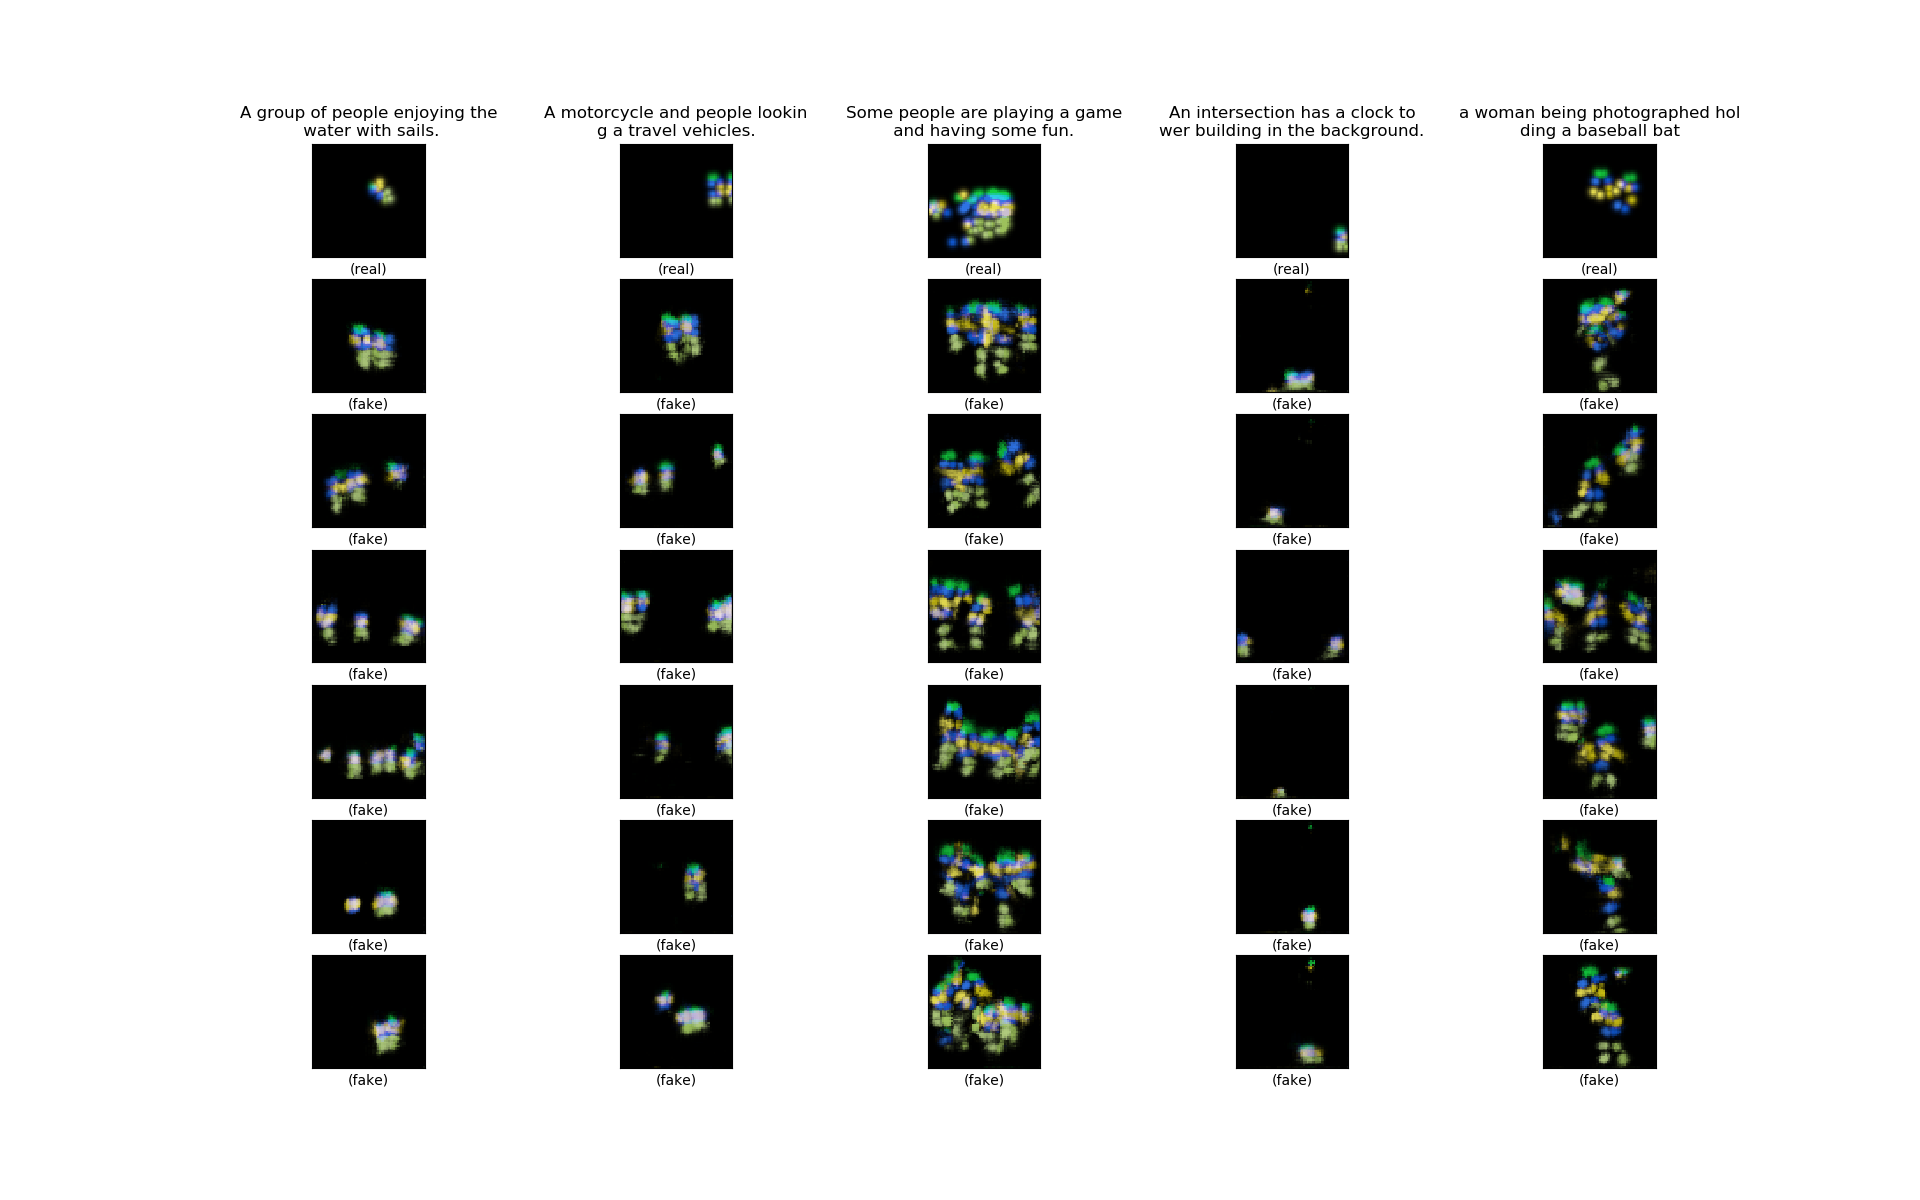 A group of people enjoying the
water with sails.
A motorcycle and people lookin
g a travel vehicles.
Some people are playing a game
and having some fun.
An intersection has a clock to
wer building in the background.
a woman being photographed hol
ding a baseball bat
(real) (real) (real) (real) (real)
(fake) (fake) (fake) (fake) (fake)
(fake) (fake) (fake) (fake) (fake)
(fake) (fake) (fake) (fake) (fake)
(fake) (fake) (fake) (fake) (fake)
(fake) (fake) (fake) (fake) (fake)
(fake) (fake) (fake) (fake) (fake)